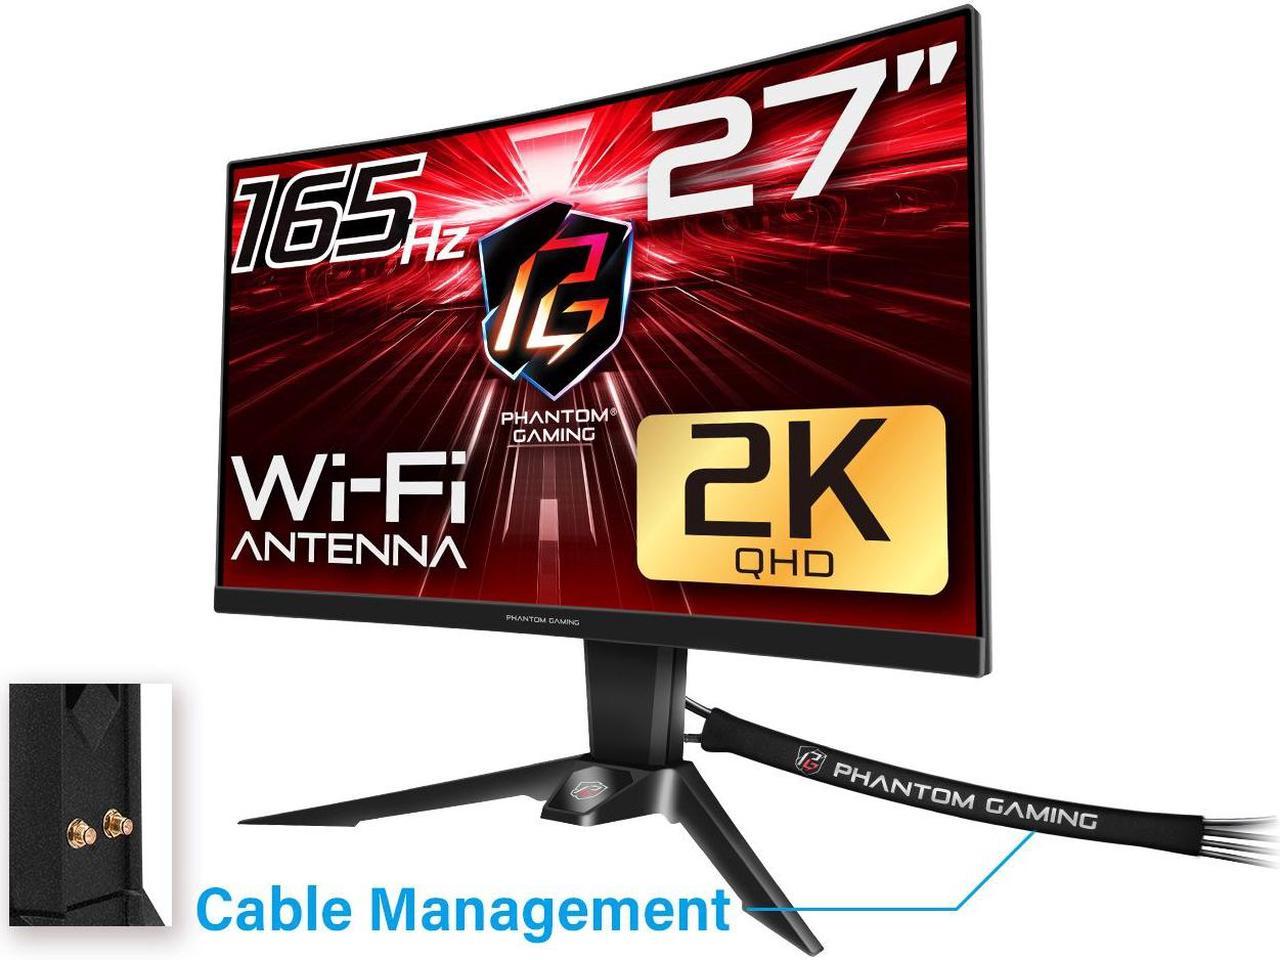 27”
165Hz
PHANTOM®
GAMING
Wi-Fi
ANTENNA
2K
QHD
PHANTOM GAMING
PHANTOM GAMING
Cable Management